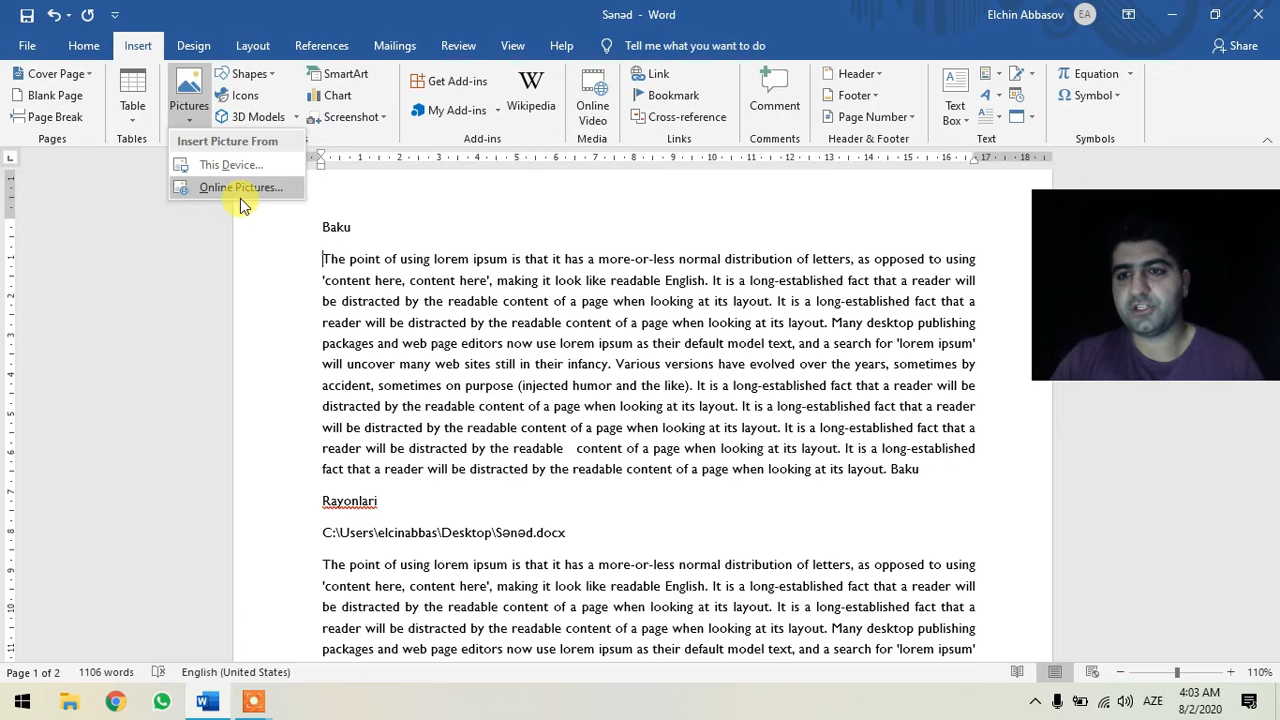 Sənəd - Word
Elchin Abbasov EA
File Home Insert Design Layout References Mailings Review View Help Tell me what you want to do Share
Cover Page
Blank Page
Page Break
Pages
Table
Tables
Pictures
Shapes
Icons
3D Models
SmartArt
Chart
Screenshot
Get Add-ins
My Add-ins
Add-ins
Wikipedia
Online Video
Media
Link
Bookmark
Cross-reference
Links
Comment
Comments
Header
Footer
Page Number
Header & Footer
Text Box
Text
Equation
Symbol
Symbols
Insert Picture From
This Device...
Online Pictures...
1 2 3 4 5 6 7 8 9 10 11 12 13 14 15 16 17 18
Baku
The point of using lorem ipsum is that it has a more-or-less normal distribution of letters, as opposed to using
'content here, content here', making it look like readable English. It is a long-established fact that a reader will
be distracted by the readable content of a page when looking at its layout. It is a long-established fact that a
reader will be distracted by the readable content of a page when looking at its layout. Many desktop publishing
packages and web page editors now use lorem ipsum as their default model text, and a search for 'lorem ipsum'
will uncover many web sites still in their infancy. Various versions have evolved over the years, sometimes by
accident, sometimes on purpose (injected humor and the like). It is a long-established fact that a reader will be
distracted by the readable content of a page when looking at its layout. It is a long-established fact that a reader
will be distracted by the readable content of a page when looking at its layout. It is a long-established fact that a
reader will be distracted by the readable content of a page when looking at its layout. It is a long-established
fact that a reader will be distracted by the readable content of a page when looking at its layout. Baku
Rayonlari
C:\Users\elcinabbas\Desktop\Sənəd.docx
The point of using lorem ipsum is that it has a more-or-less normal distribution of letters, as opposed to using
'content here, content here', making it look like readable English. It is a long-established fact that a reader will
be distracted by the readable content of a page when looking at its layout. It is a long-established fact that a
reader will be distracted by the readable content of a page when looking at its layout. Many desktop publishing
packages and web page editors now use lorem ipsum as their default model text, and a search for 'lorem ipsum'
Page 1 of 2 1106 words English (United States) 110%
AZE
4:03 AM
8/2/2020